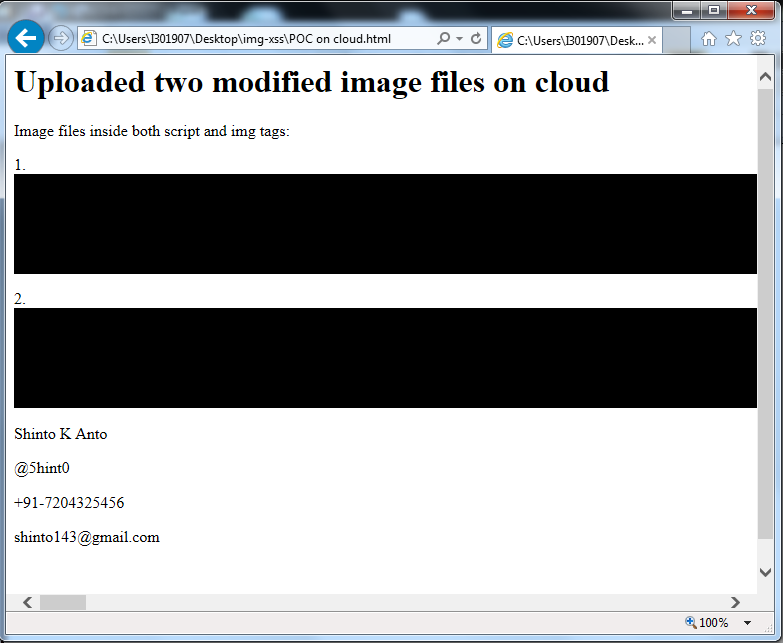 C:\Users\I301907\Desktop\img-xss\POC on cloud.html
C:\Users\I301907\Desk...
Uploaded two modified image files on cloud
Image files inside both script and img tags:
1.
2.
Shinto K Anto
@5hint0
+91-7204325456
shinto143@gmail.com
100%